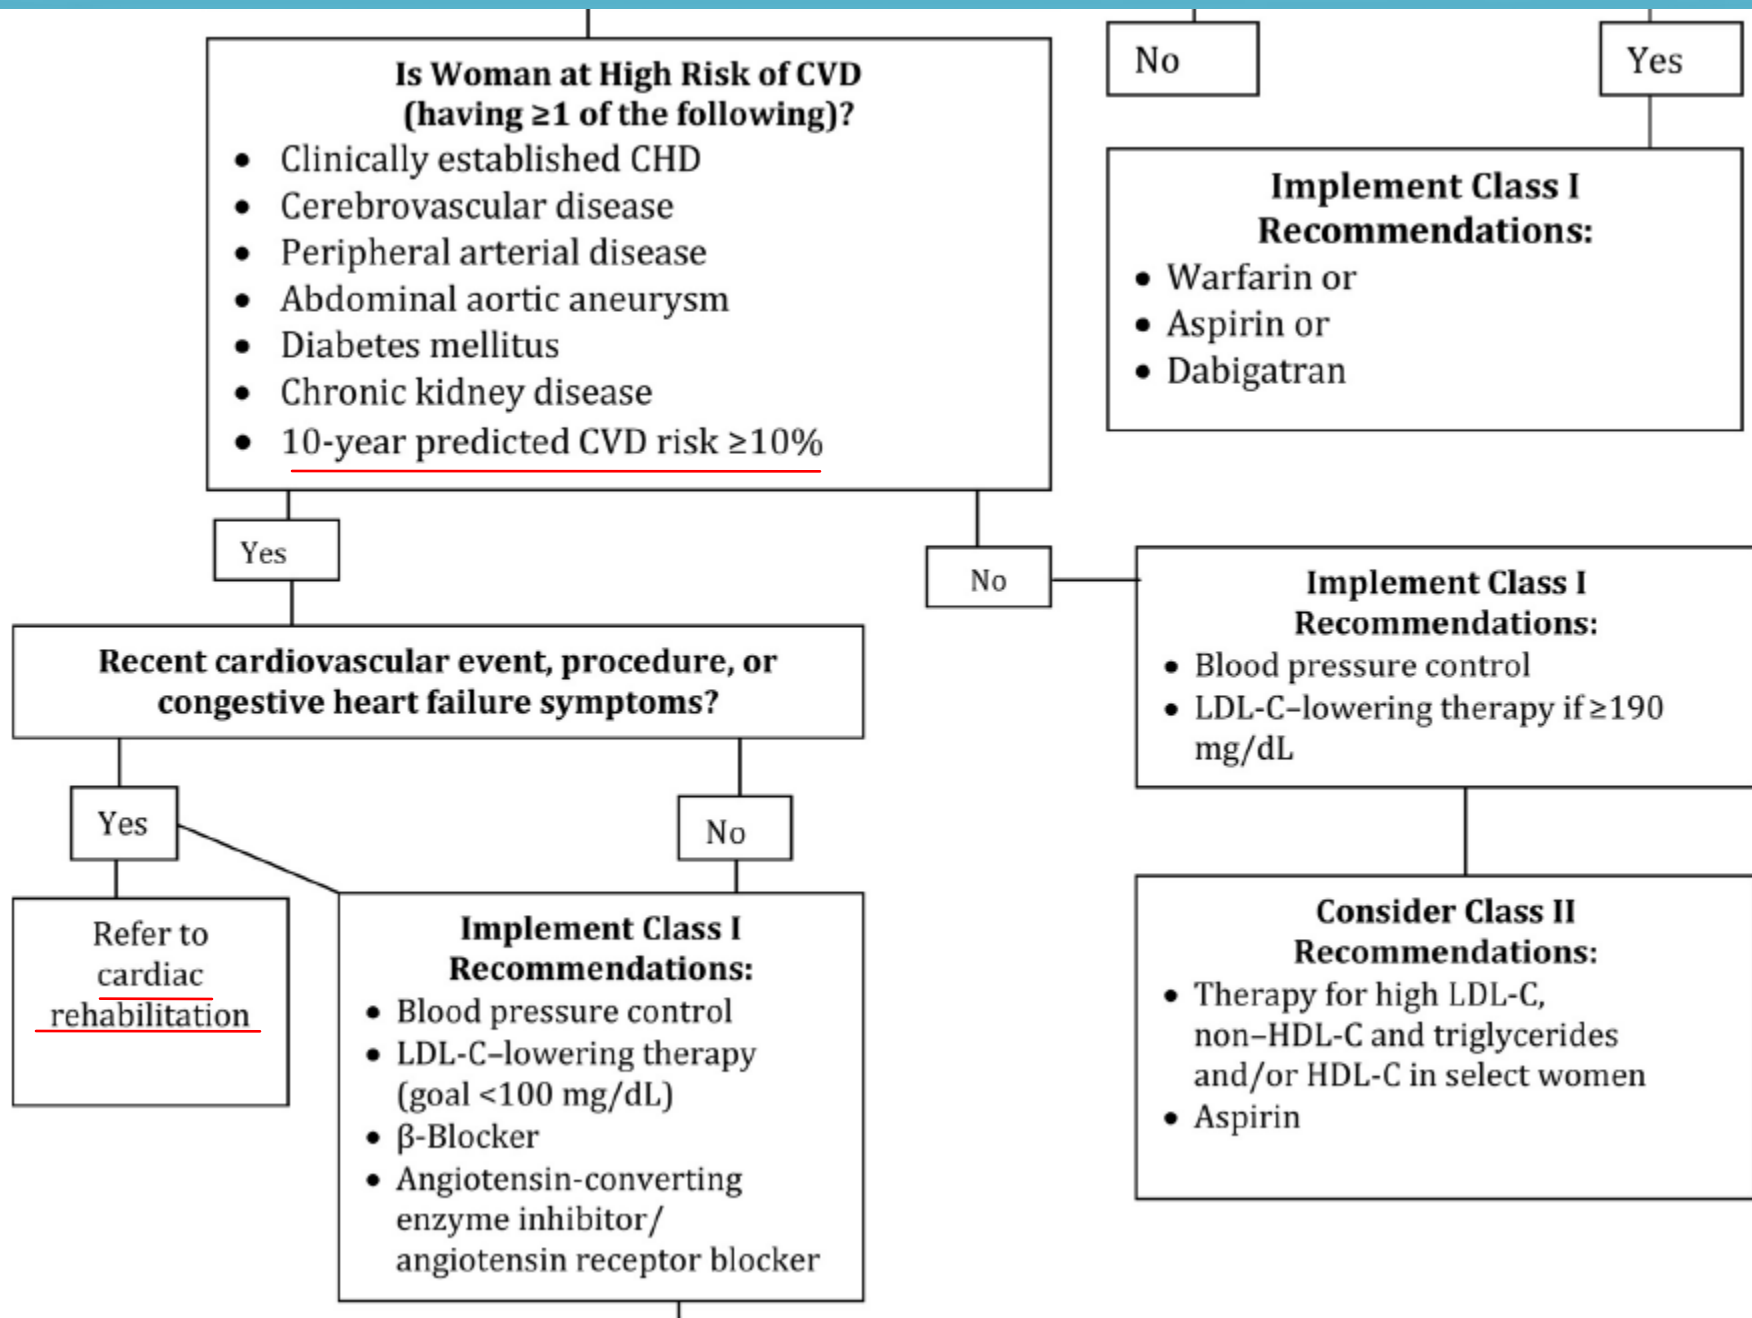 Is Woman at High Risk of CVD
(having ≥1 of the following)?
• Clinically established CHD
• Cerebrovascular disease
• Peripheral arterial disease
• Abdominal aortic aneurysm
• Diabetes mellitus
• Chronic kidney disease
• 10-year predicted CVD risk ≥10%
No
Yes
Implement Class I
Recommendations:
• Warfarin or
• Aspirin or
• Dabigatran
Yes
No
Implement Class I
Recommendations:
• Blood pressure control
• LDL-C–lowering therapy if ≥190
mg/dL
Recent cardiovascular event, procedure, or
congestive heart failure symptoms?
Yes
No
Refer to
cardiac
rehabilitation
Implement Class I
Recommendations:
• Blood pressure control
• LDL-C–lowering therapy
(goal <100 mg/dL)
• β-Blocker
• Angiotensin-converting
enzyme inhibitor/
angiotensin receptor blocker
Consider Class II
Recommendations:
• Therapy for high LDL-C,
non–HDL-C and triglycerides
and/or HDL-C in select women
• Aspirin